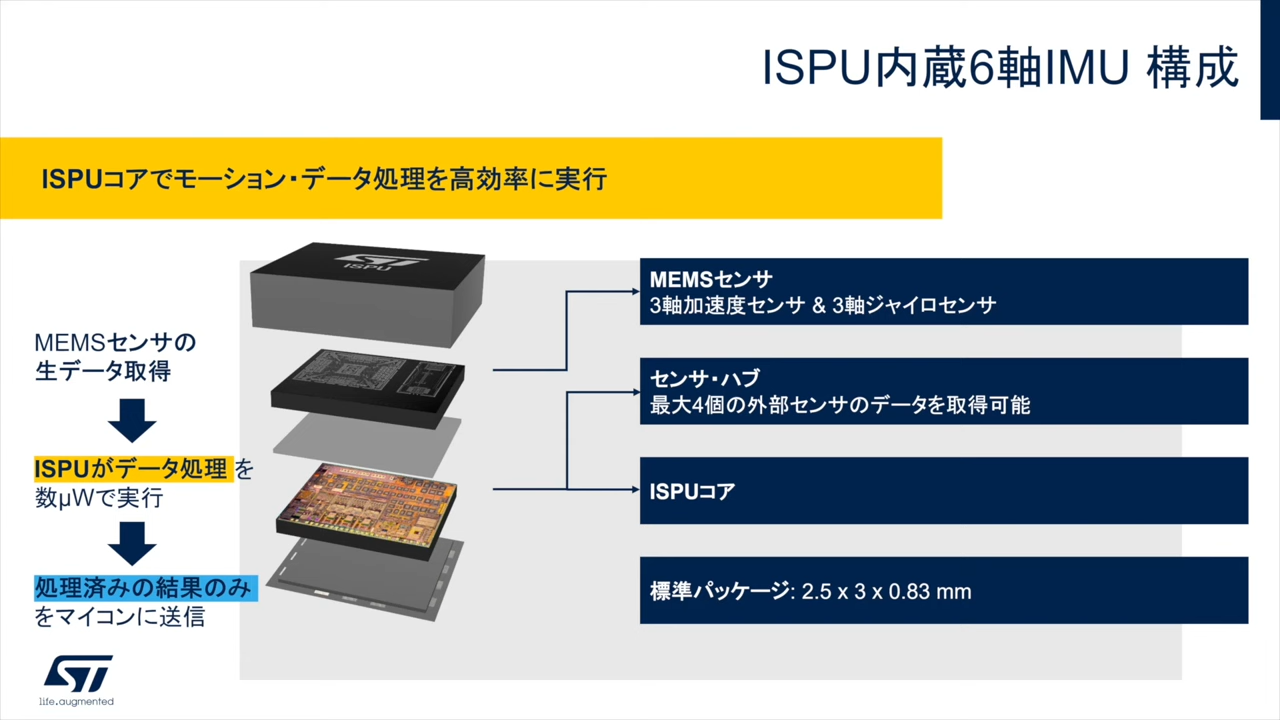 ISPU内蔵6軸IMU 構成
ISPUコアでモーション・データ処理を高効率に実行
MEMSセンサの
生データ取得
ISPUがデータ処理を
数μWで実行
処理済みの結果のみ
をマイコンに送信
ST
ISPU
MEMSセンサ
3軸加速度センサ & 3軸ジャイロセンサ
センサ・ハブ
最大4個の外部センサのデータを取得可能
ISPUコア
標準パッケージ: 2.5 x 3 x 0.83 mm
ST
life.augmented